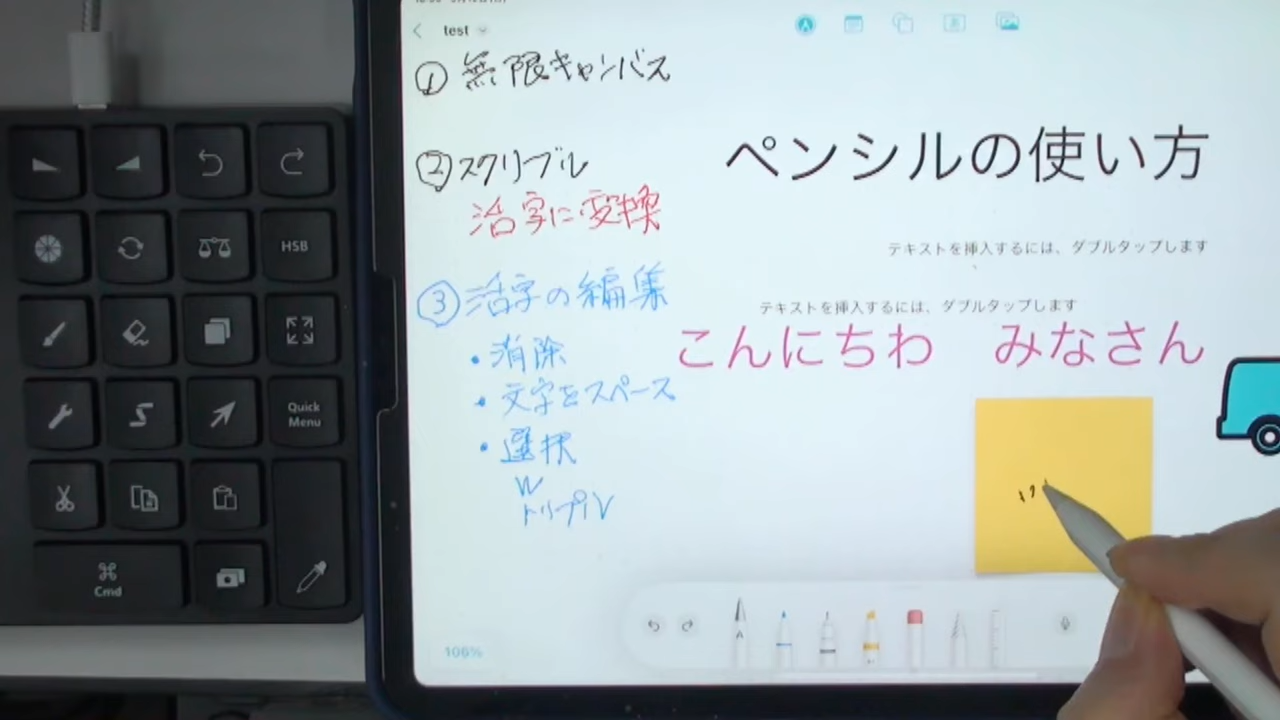 test
① 無限キャンバス
② スクリブル
活字に変換
③ 活字の編集
・消除
・文字をスペース
・選択
W
トリプルV
ペンシルの使い方
テキストを挿入するには、ダブルタップします
テキストを挿入するには、ダブルタップします
こんにちわ　みなさん
106%
HSB
Quick
Menu
⌘
Cmd
A